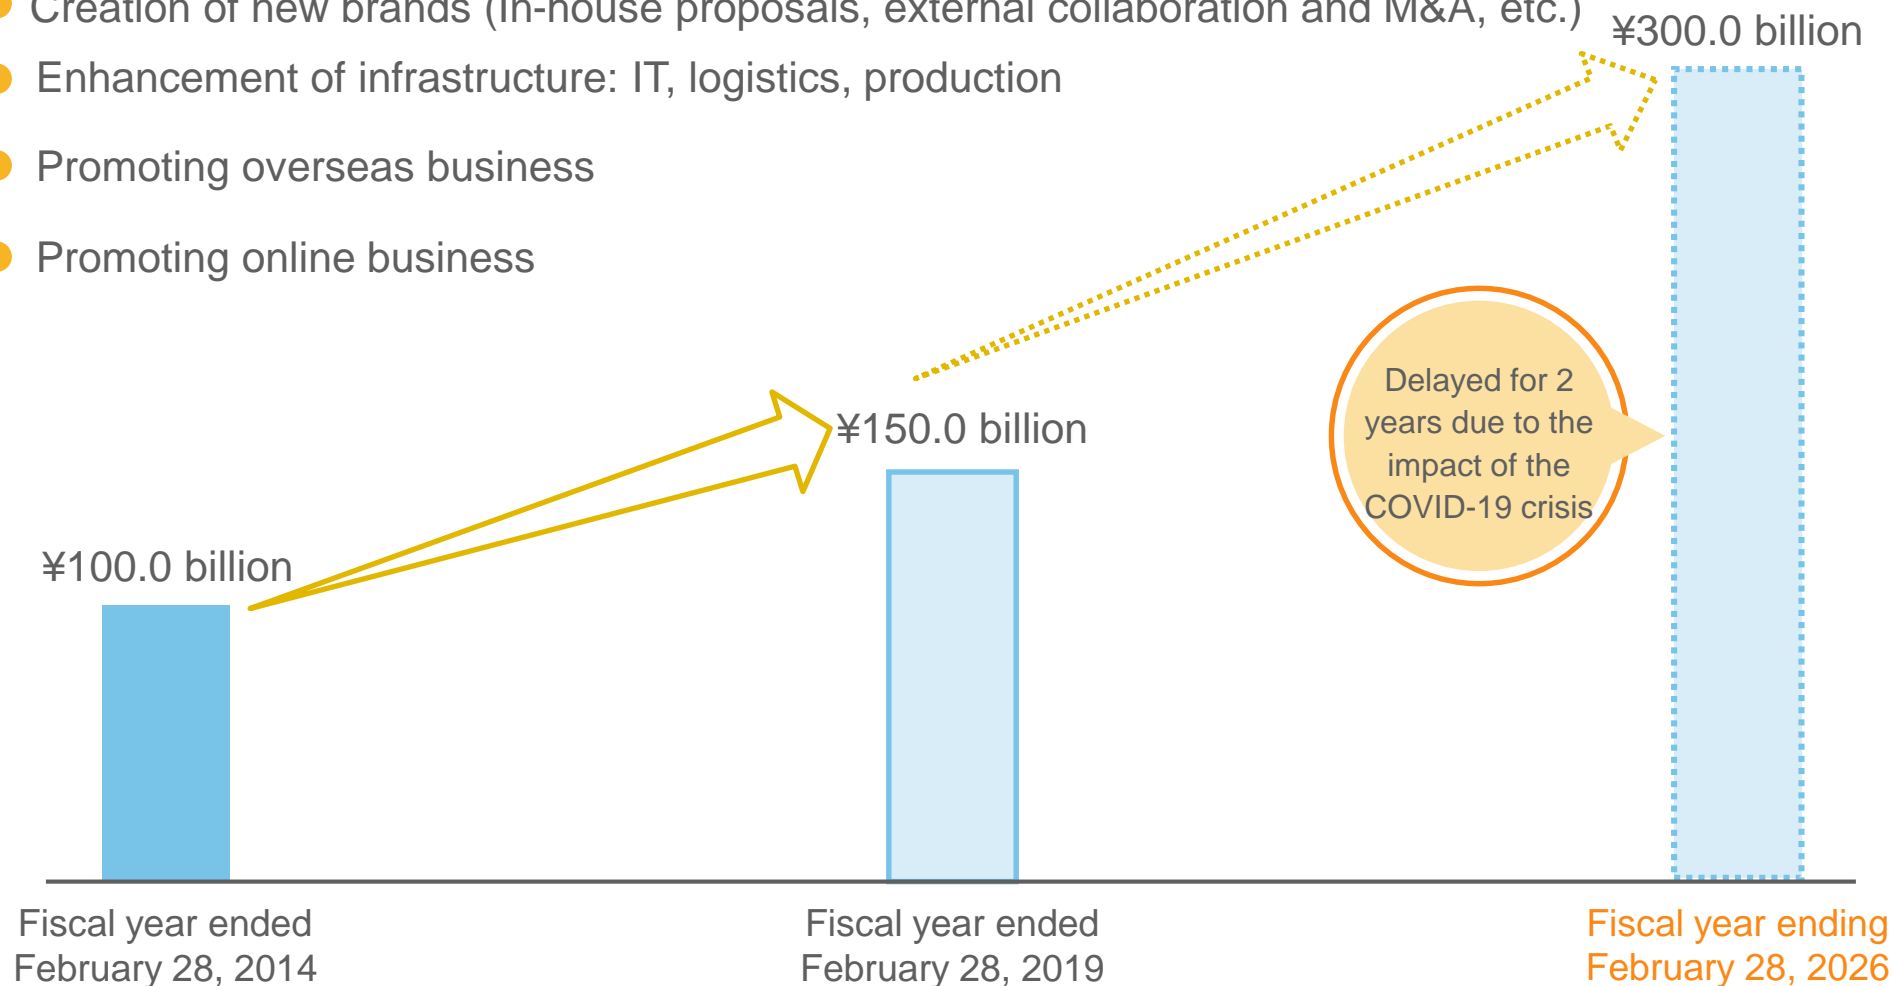 Creation of new brands (In-house proposals, external collaboration and M&A, etc.)
¥300.0 billion
Enhancement of infrastructure: IT, logistics, production
Promoting overseas business
Promoting online business
Delayed for 2
years due to the
impact of the
COVID-19 crisis
¥150.0 billion
¥100.0 billion
Fiscal year ended
February 28, 2014
Fiscal year ended
February 28, 2019
Fiscal year ending
February 28, 2026